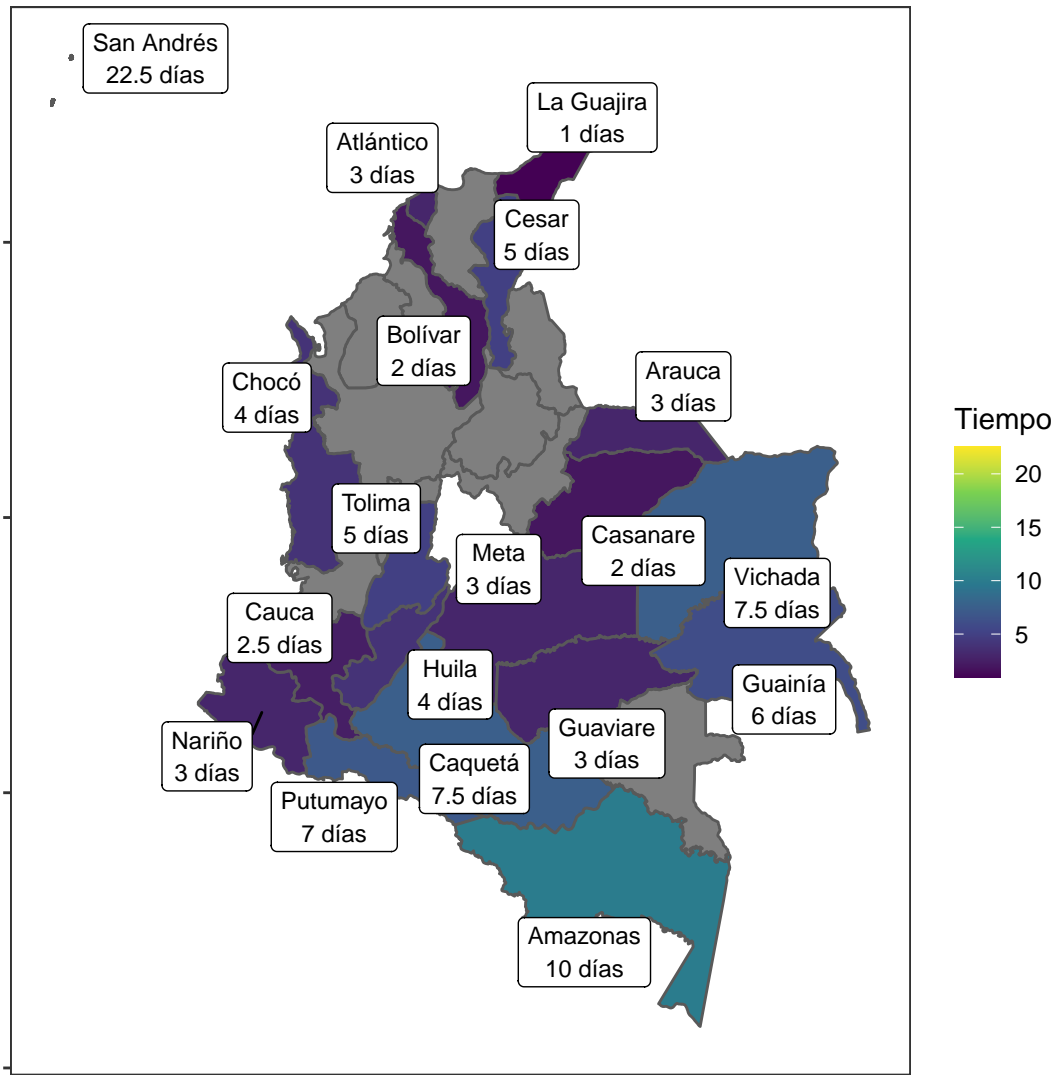 San Andrés
22.5 días
La Guajira
1 días
Atlántico
3 días
Cesar
5 días
Bolívar
2 días
Chocó
4 días
Arauca
3 días
Tiempo
20
15
10
5
Tolima
5 días
Meta
3 días
Casanare
2 días
Vichada
7.5 días
Cauca
2.5 días
Huila
4 días
Guainía
6 días
Nariño
3 días
Guaviare
3 días
Caquetá
7.5 días
Putumayo
7 días
Amazonas
10 días